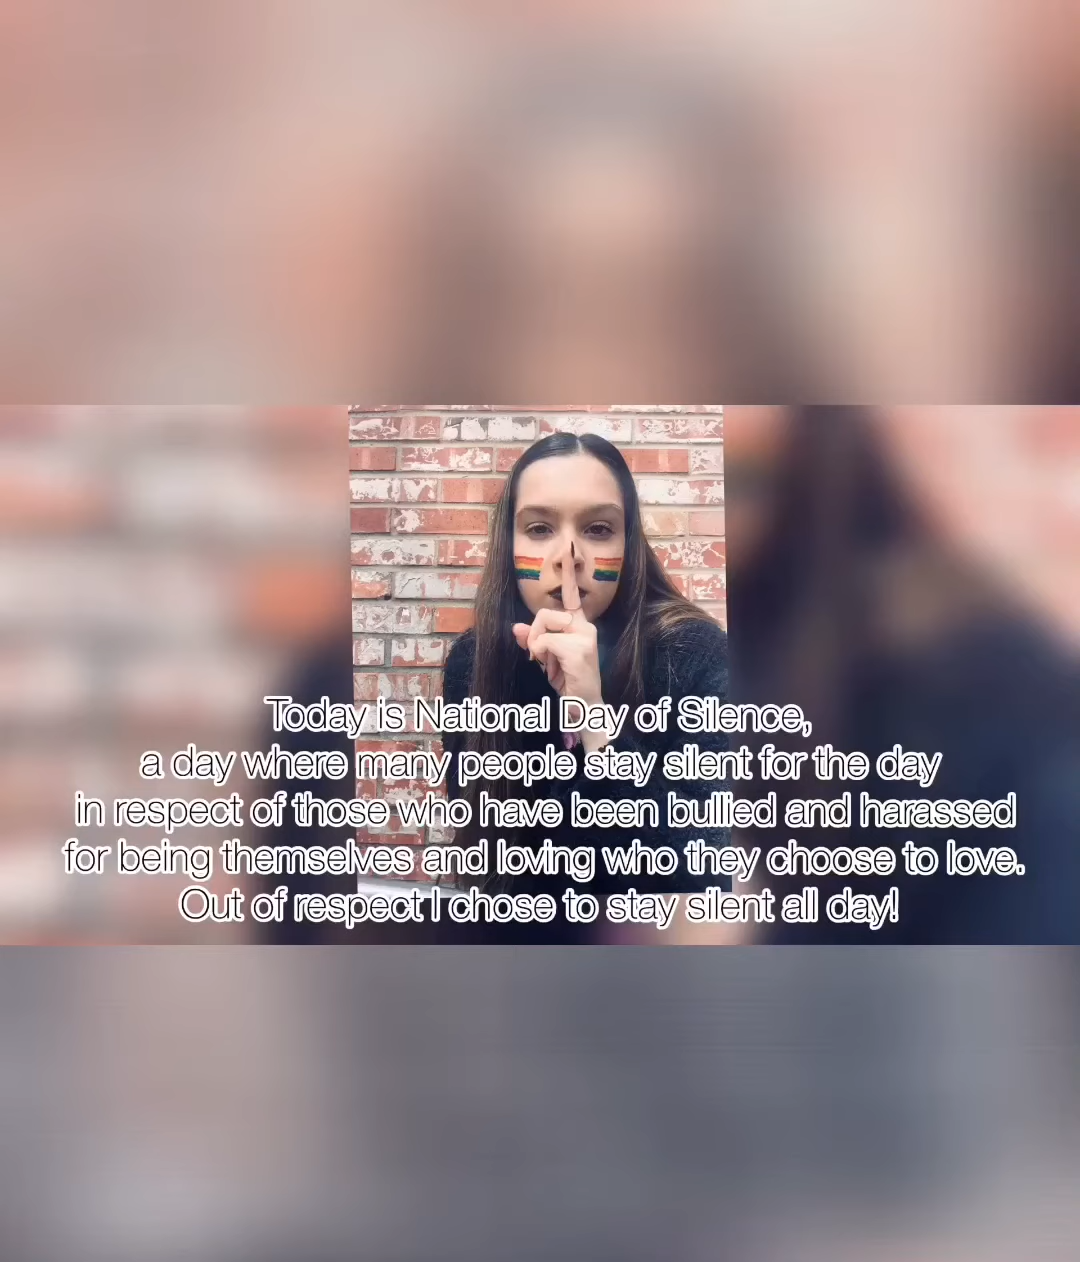 Today is National Day of Silence,
a day where many people stay silent for the day
in respect of those who have been bullied and harassed
for being themselves and loving who they choose to love.
Out of respect I chose to stay silent all day!